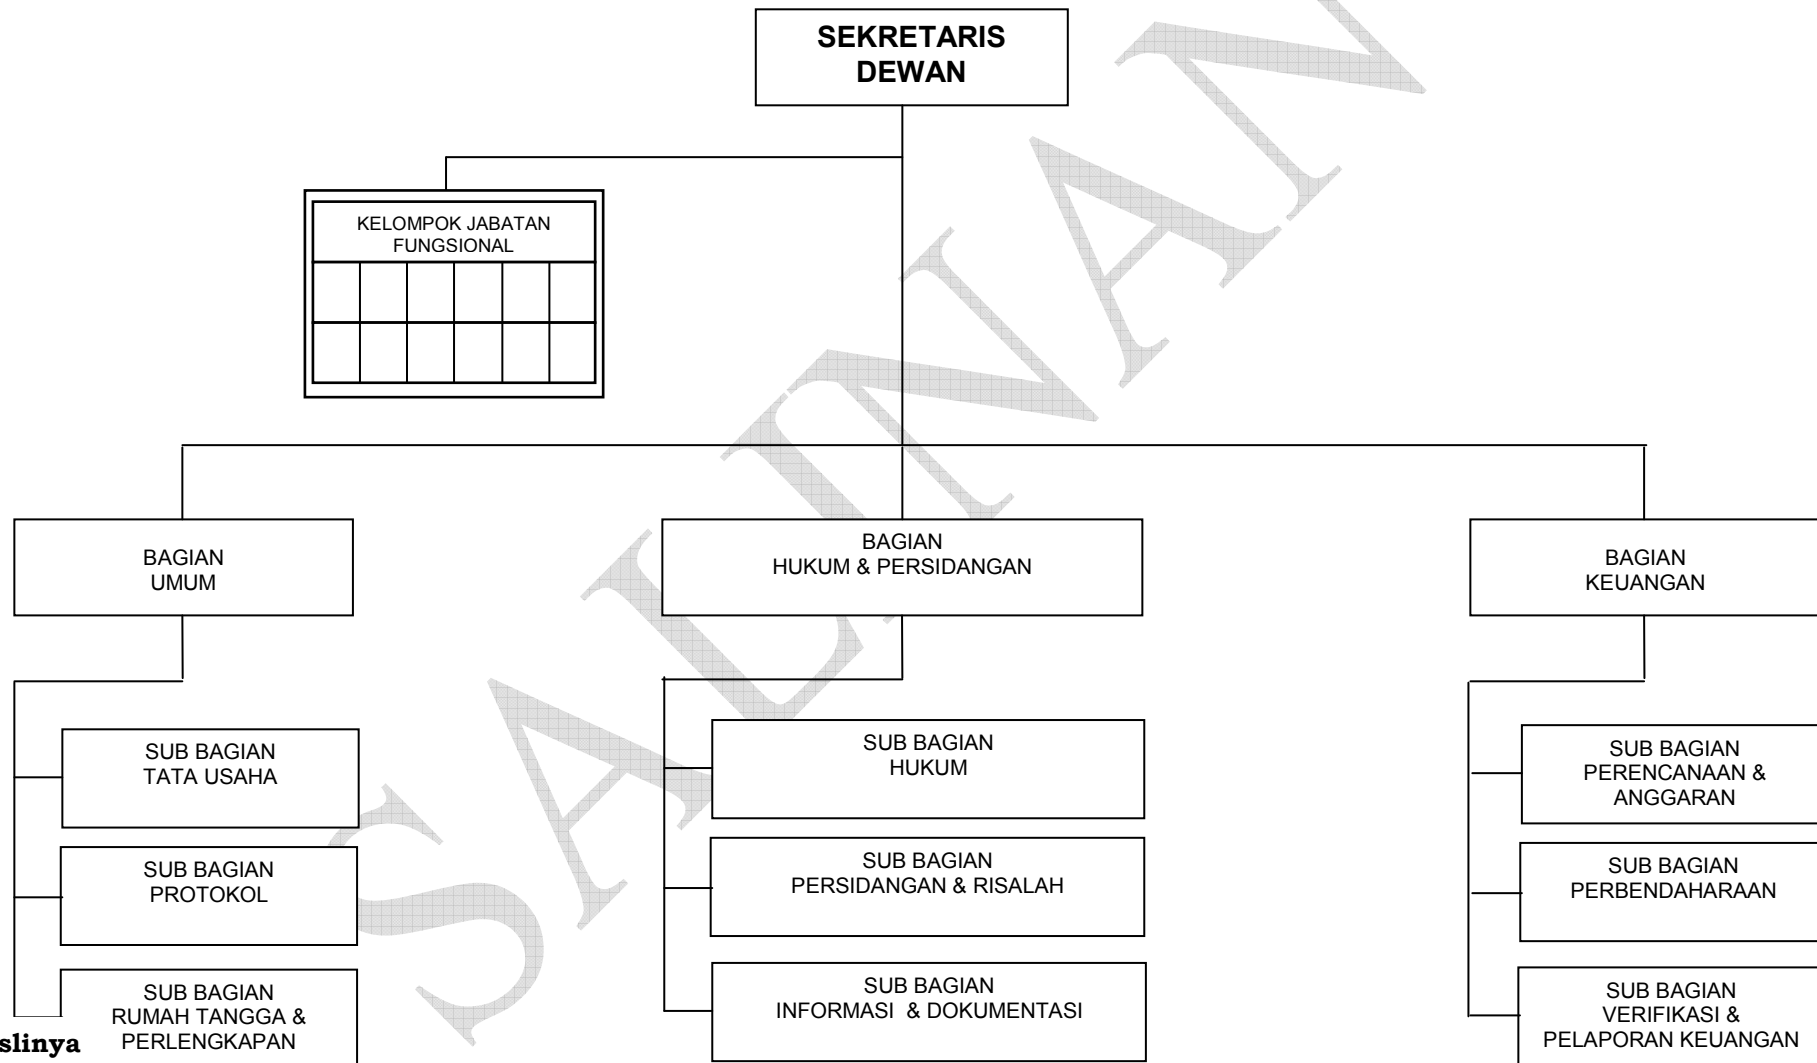 SEKRETARIS
DEWAN
KELOMPOK JABATAN
FUNGSIONAL
BAGIAN
UMUM
BAGIAN
HUKUM & PERSIDANGAN
BAGIAN
KEUANGAN
SUB BAGIAN
TATA USAHA
SUB BAGIAN
PROTOKOL
SUB BAGIAN
RUMAH TANGGA &
PERLENGKAPAN
SUB BAGIAN
HUKUM
SUB BAGIAN
PERSIDANGAN & RISALAH
SUB BAGIAN
INFORMASI & DOKUMENTASI
SUB BAGIAN
PERENCANAAN &
ANGGARAN
SUB BAGIAN
PERBENDAHARAAN
SUB BAGIAN
VERIFIKASI &
PELAPORAN KEUANGAN
slinya
SALINAN